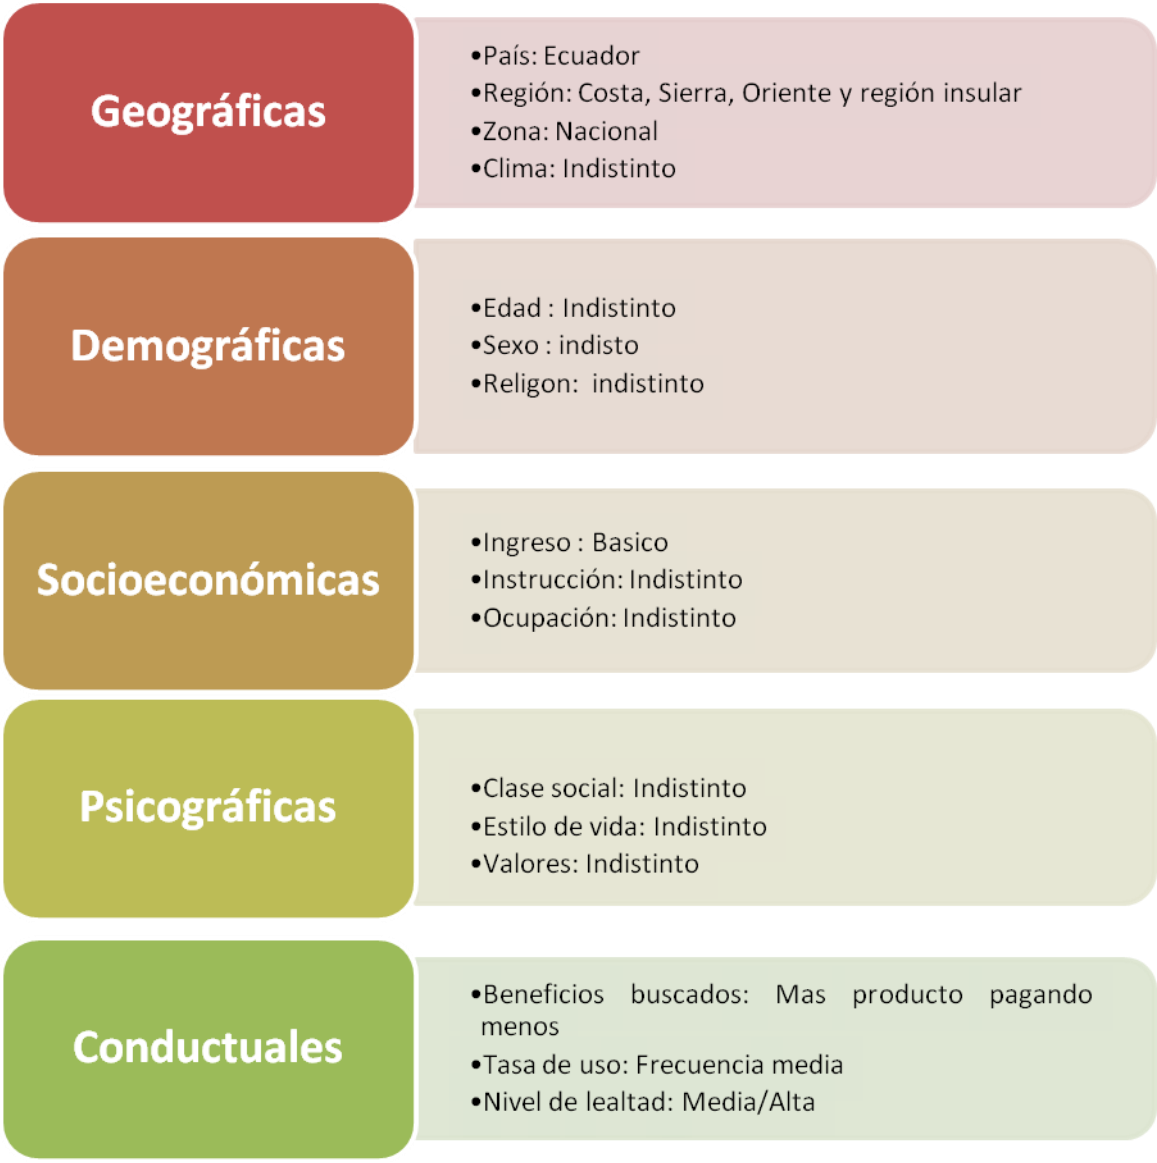 Geográficas
•País: Ecuador
•Región: Costa, Sierra, Oriente y región insular
•Zona: Nacional
•Clima: Indistinto
Demográficas
•Edad : Indistinto
•Sexo : indisto
•Religon:  indistinto
Socioeconómicas
•Ingreso : Basico
•Instrucción: Indistinto
•Ocupación: Indistinto
Psicográficas
•Clase social: Indistinto
•Estilo de vida: Indistinto
•Valores: Indistinto
Conductuales
•Beneficios buscados: Mas producto pagando
menos
•Tasa de uso: Frecuencia media
•Nivel de lealtad: Media/Alta